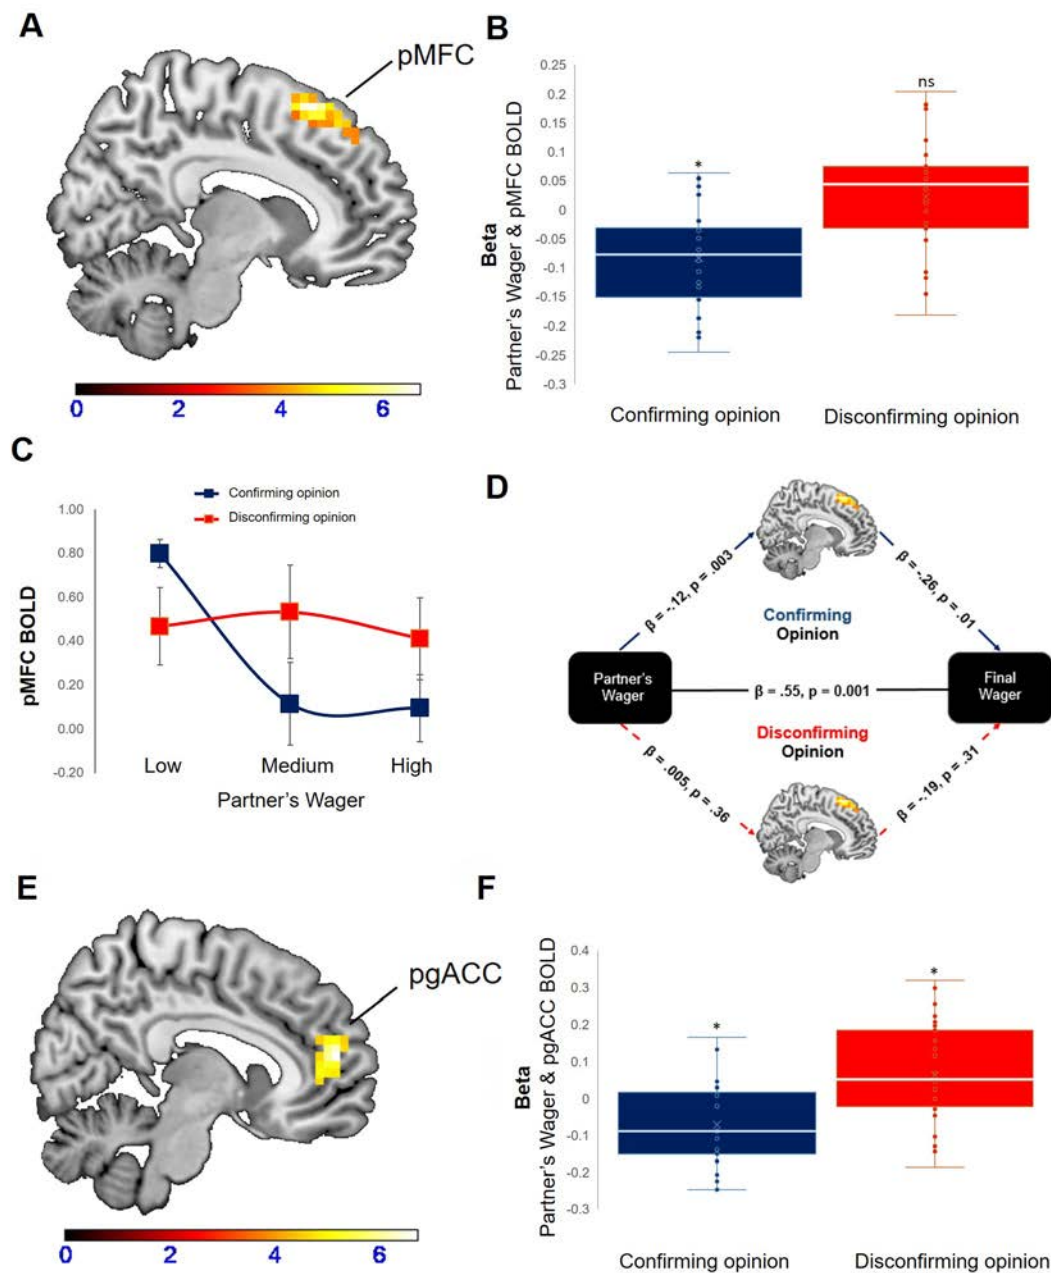 A
pMFC
0 2 4 6
B
Beta
Partner's Wager & pMFC BOLD
0.25
0.2
0.15
0.1
0.05
0
-0.05
-0.1
-0.15
-0.2
-0.25
-0.3
*
ns
Confirming opinion Disconfirming opinion
C
Confirming opinion
Disconfirming opinion
pMFC BOLD
1.00
0.80
0.60
0.40
0.20
0.00
-0.20
Low Medium High
Partner's Wager
D
β = -.12, p = .003
β = -.26, p = .01
Confirming
Opinion
Partner's
Wager
β = .55, p = 0.001
Final
Wager
Disconfirming
Opinion
β = .005, p = .36
β = -.19, p = .31
E
pgACC
0 2 4 6
F
Beta
Partner's Wager & pgACC BOLD
0.4
0.3
0.2
0.1
0
-0.1
-0.2
-0.3
*
*
Confirming opinion Disconfirming opinion